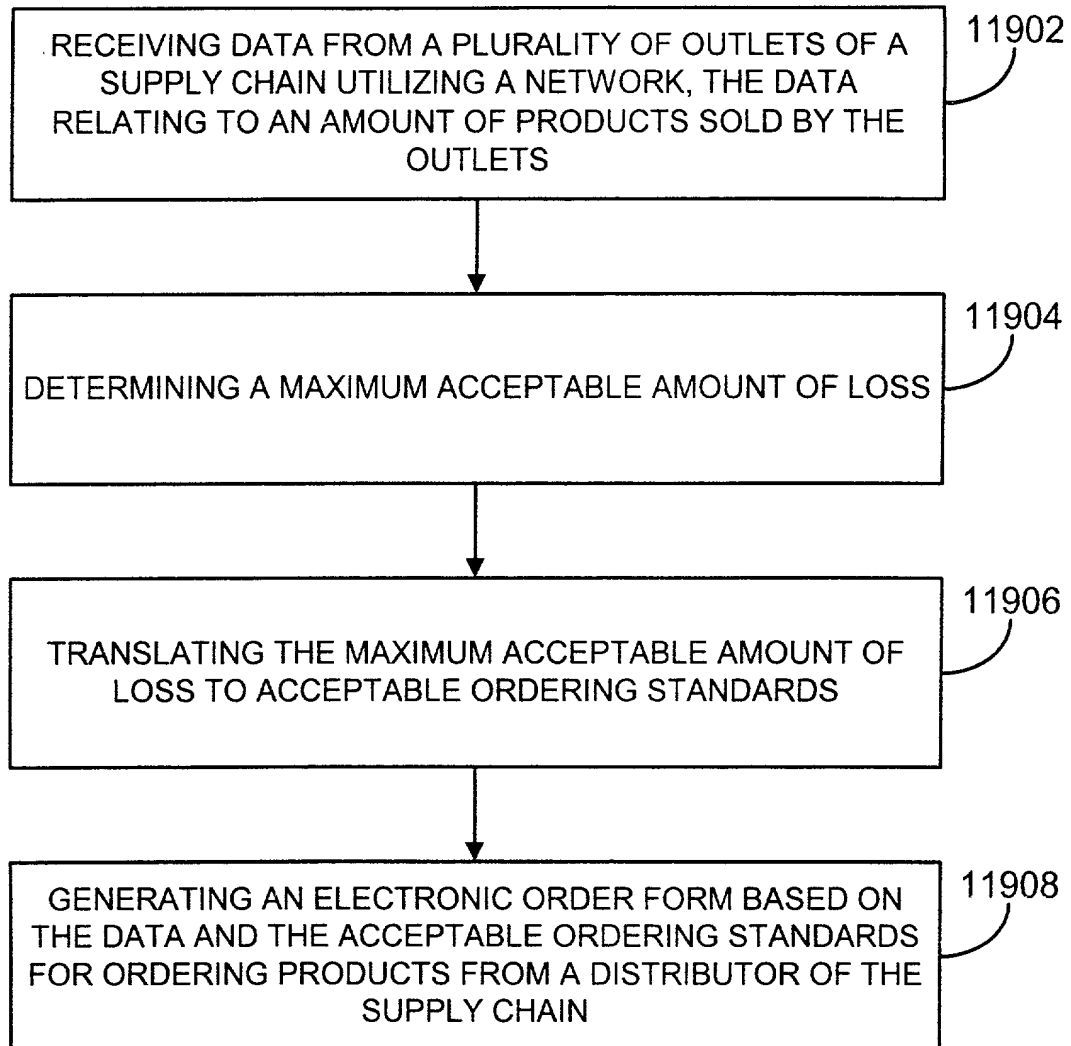 RECEIVING DATA FROM A PLURALITY OF OUTLETS OF A
SUPPLY CHAIN UTILIZING A NETWORK, THE DATA
RELATING TO AN AMOUNT OF PRODUCTS SOLD BY THE
OUTLETS
11902
DETERMINING A MAXIMUM ACCEPTABLE AMOUNT OF LOSS
11904
TRANSLATING THE MAXIMUM ACCEPTABLE AMOUNT OF
LOSS TO ACCEPTABLE ORDERING STANDARDS
11906
GENERATING AN ELECTRONIC ORDER FORM BASED ON
THE DATA AND THE ACCEPTABLE ORDERING STANDARDS
FOR ORDERING PRODUCTS FROM A DISTRIBUTOR OF THE
SUPPLY CHAIN
11908